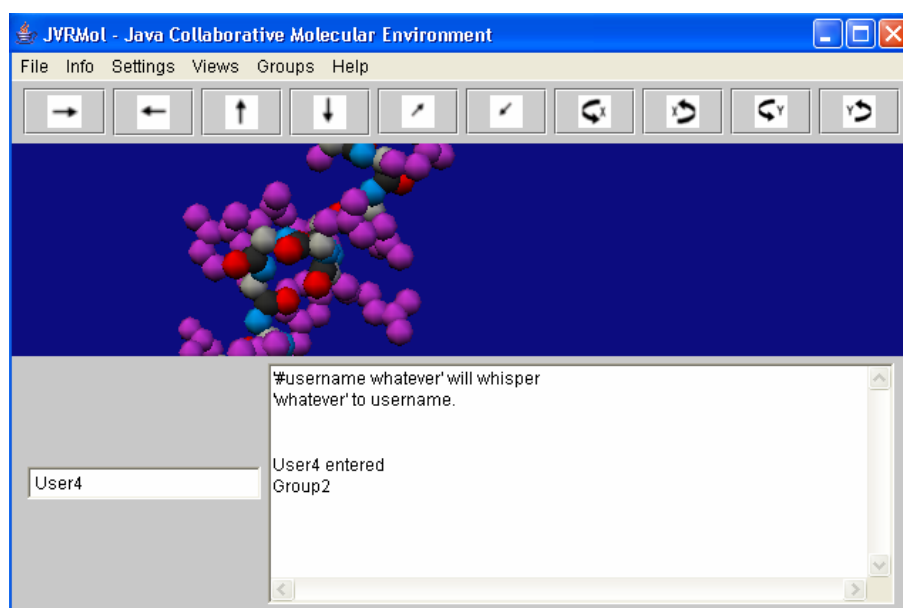 JVRMol - Java Collaborative Molecular Environment
File Info Settings Views Groups Help
X X Y Y
'#username whatever' will whisper
'whatever' to username.
User4 entered
User4
Group2